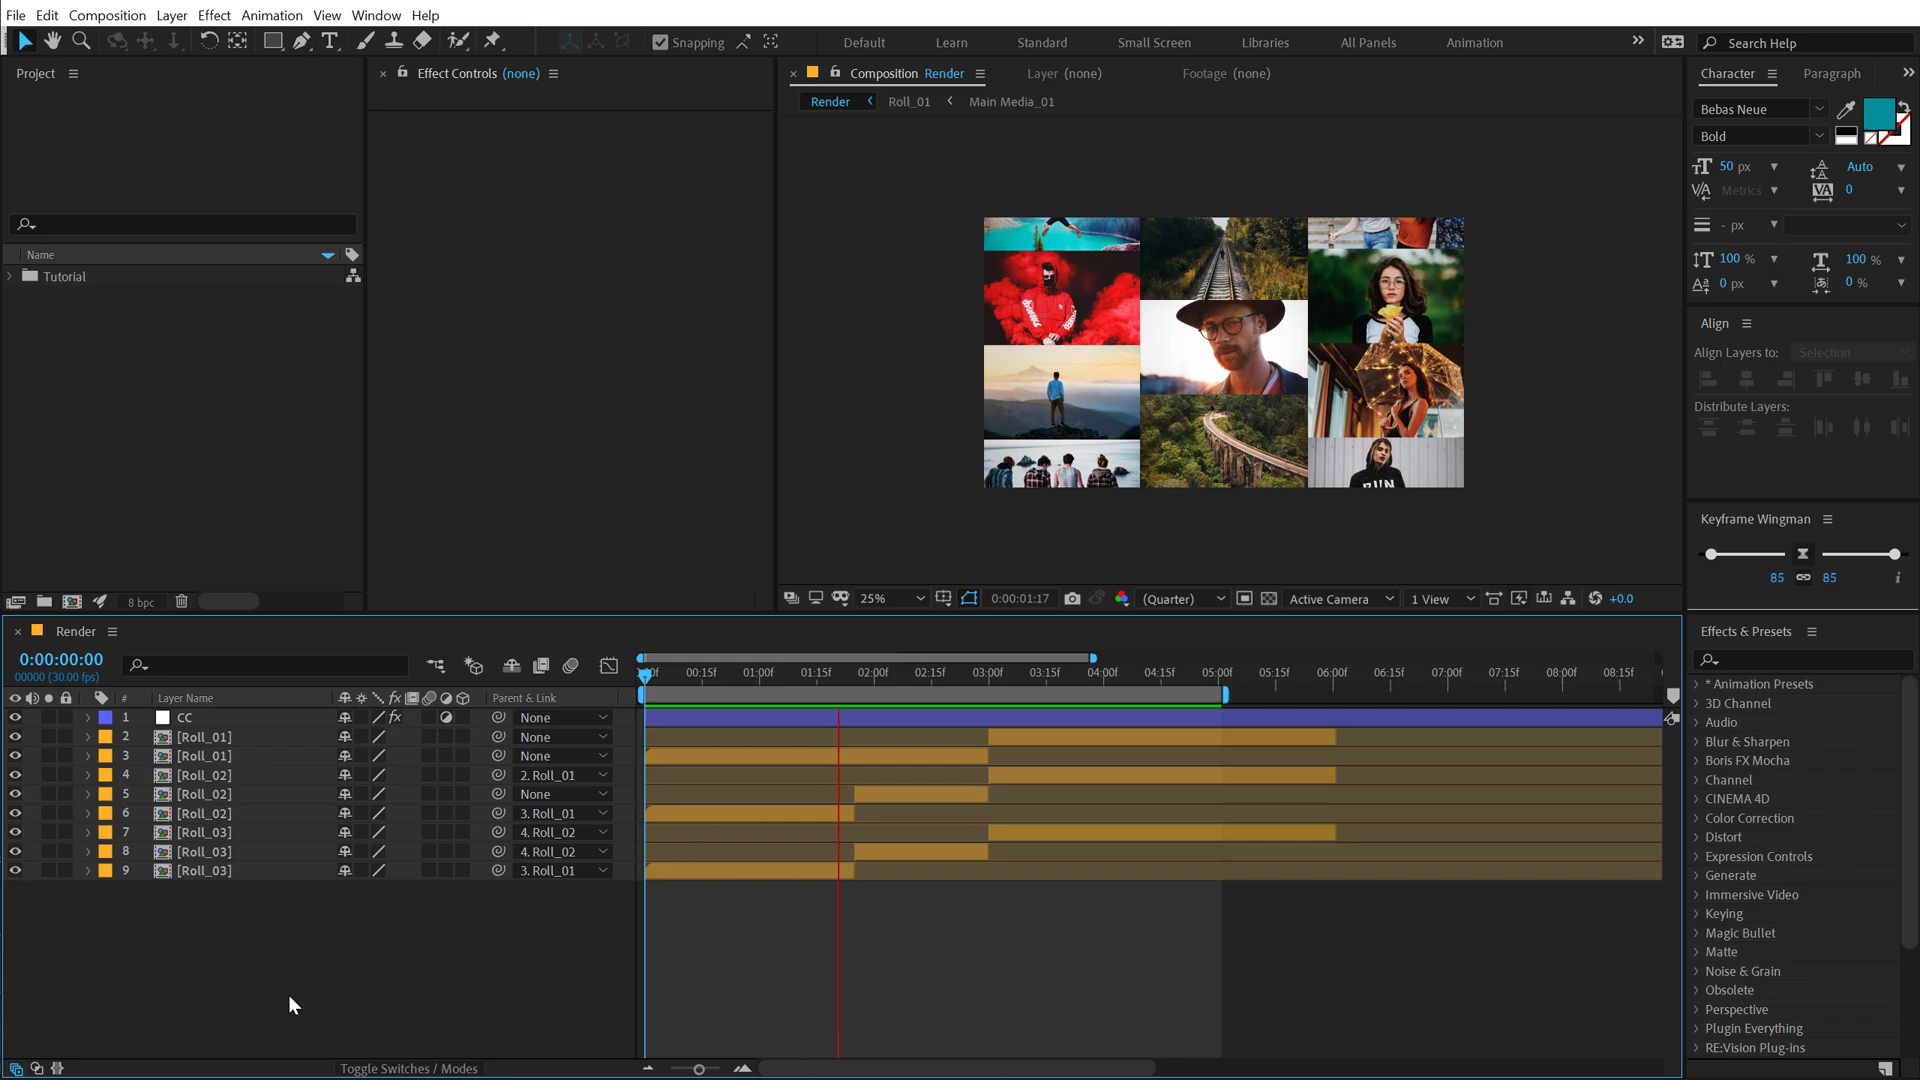 File Edit Composition Layer Effect Animation View Window Help
Snapping
Default Learn Standard Small Screen Libraries All Panels Animation
Search Help
Project
Effect Controls (none)
Composition Render
Layer (none)
Footage (none)
Render Roll_01 Main Media_01
Character Paragraph
Bebas Neue
Bold
50 px Auto
Metrics 0
- px
100 % 100 %
0 px 0 %
Name
Tutorial
RUN
Align
Align Layers to: Selection
Distribute Layers:
Keyframe Wingman
85 85
8 bpc
25% 0:00:01:17 (Quarter) Active Camera 1 View +0.0
Render
0:00:00:00
00000 (30.00 fps)
00:15f 01:00f 01:15f 02:00f 02:15f 03:00f 03:15f 04:00f 04:15f 05:00f 05:15f 06:00f 06:15f 07:00f 07:15f 08:00f 08:15f
# Layer Name Parent & Link
1 CC None
2 [Roll_01] None
3 [Roll_01] None
4 [Roll_02] 2. Roll_01
5 [Roll_02] None
6 [Roll_02] 3. Roll_01
7 [Roll_03] 4. Roll_02
8 [Roll_03] 4. Roll_02
9 [Roll_03] 3. Roll_01
Toggle Switches / Modes
Effects & Presets
* Animation Presets
3D Channel
Audio
Blur & Sharpen
Boris FX Mocha
Channel
CINEMA 4D
Color Correction
Distort
Expression Controls
Generate
Immersive Video
Keying
Magic Bullet
Matte
Noise & Grain
Obsolete
Perspective
Plugin Everything
RE:Vision Plug-ins